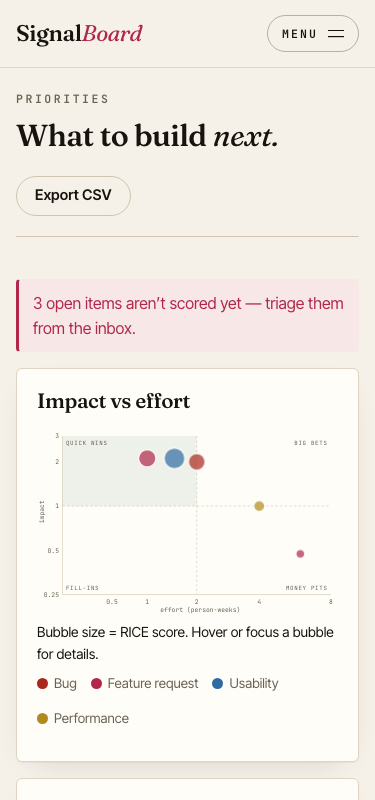 SignalBoard
MENU
PRIORITIES
What to build next.
Export CSV
3 open items aren’t scored yet — triage them
from the inbox.
Impact vs effort
3
QUICK WINS
BIG BETS
2
1
impact
0.5
FILL-INS
MONEY PITS
0.25
0.5 1 2 4 8
effort (person-weeks)
Bubble size = RICE score. Hover or focus a bubble
for details.
Bug Feature request Usability
Performance